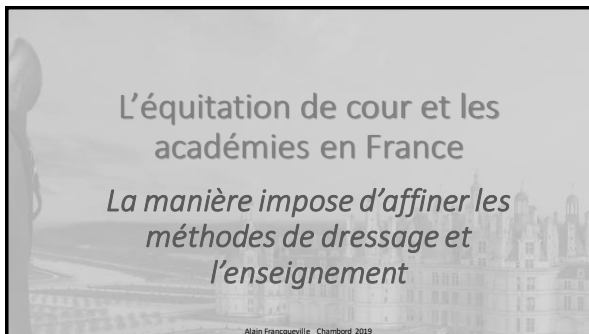 L’équitation de cour et les
académies en France
La manière impose d’affiner les
méthodes de dressage et
l’enseignement
Alain Francqueville Chambord 2019